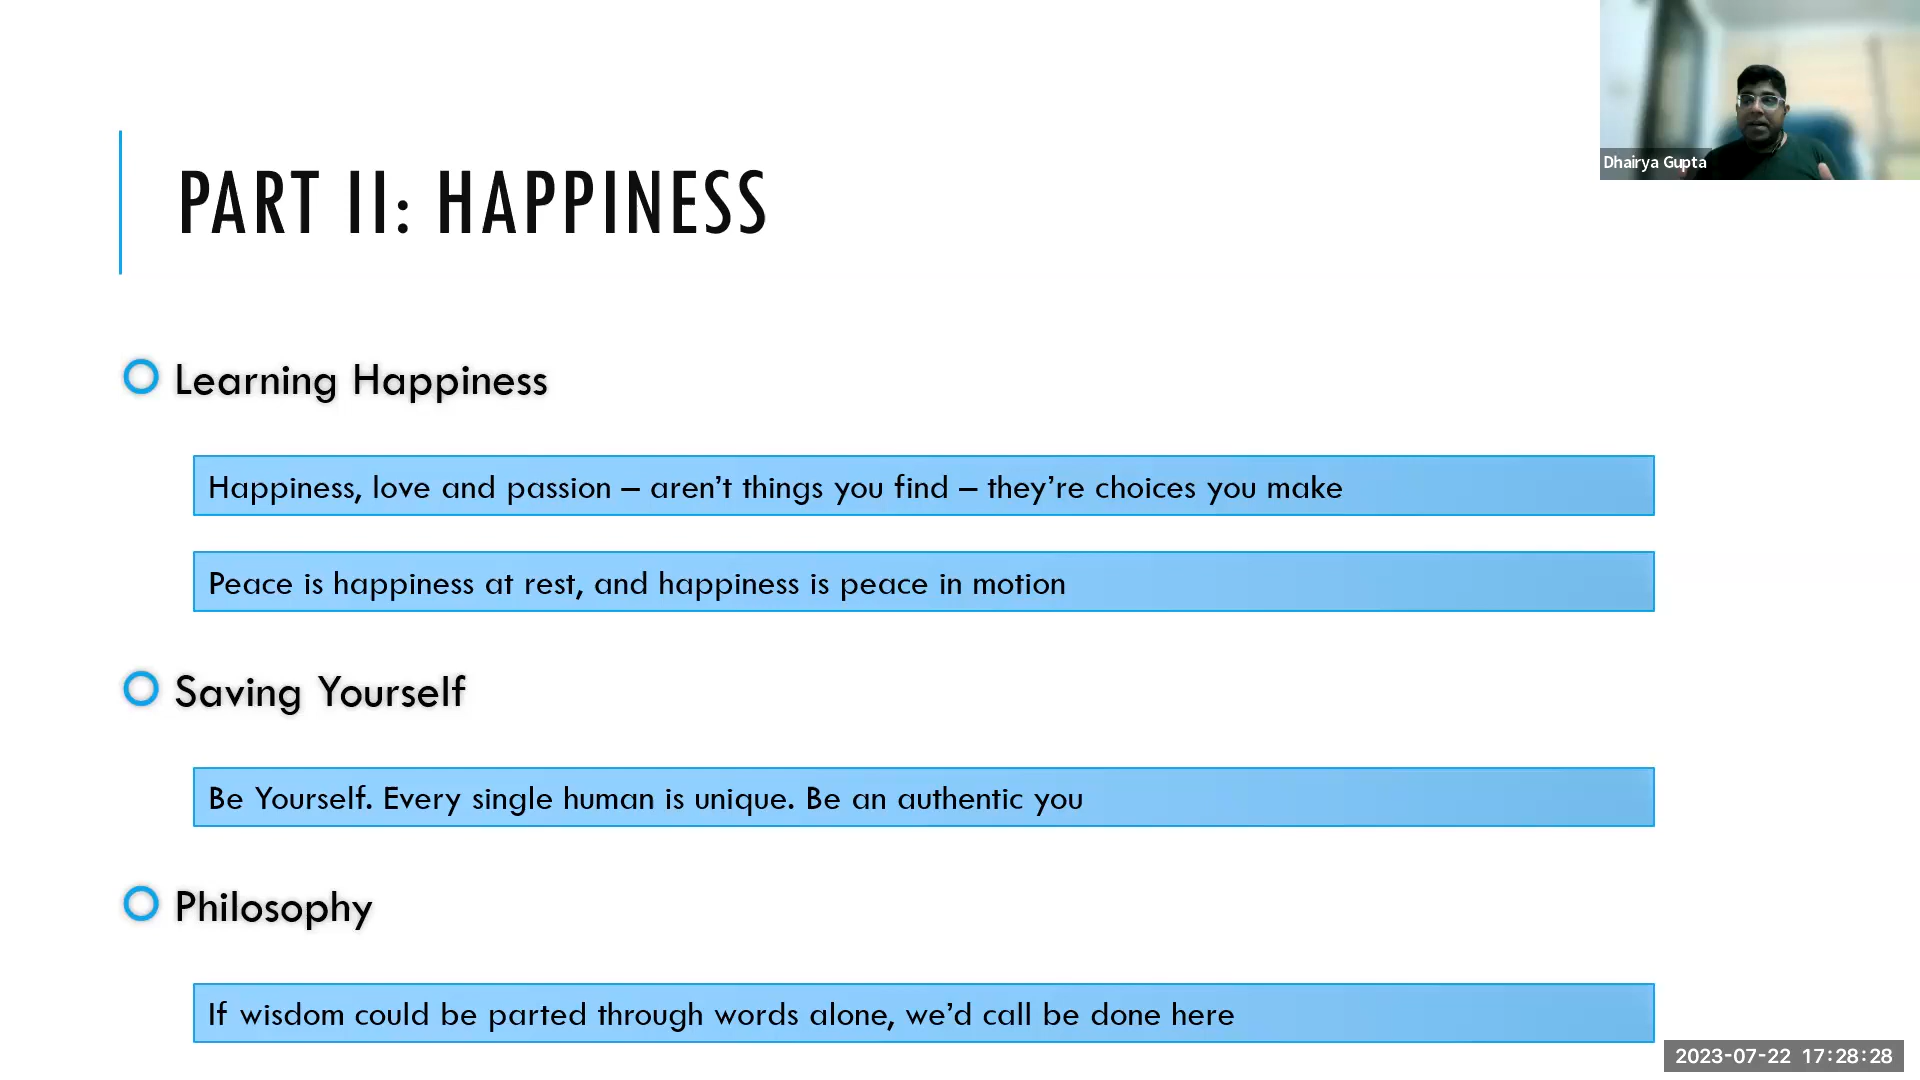 Dhairya Gupta
PART II: HAPPINESS
Learning Happiness
Happiness, love and passion – aren’t things you find – they’re choices you make
Peace is happiness at rest, and happiness is peace in motion
Saving Yourself
Be Yourself. Every single human is unique. Be an authentic you
Philosophy
If wisdom could be parted through words alone, we’d call be done here
2023-07-22 17:28:28